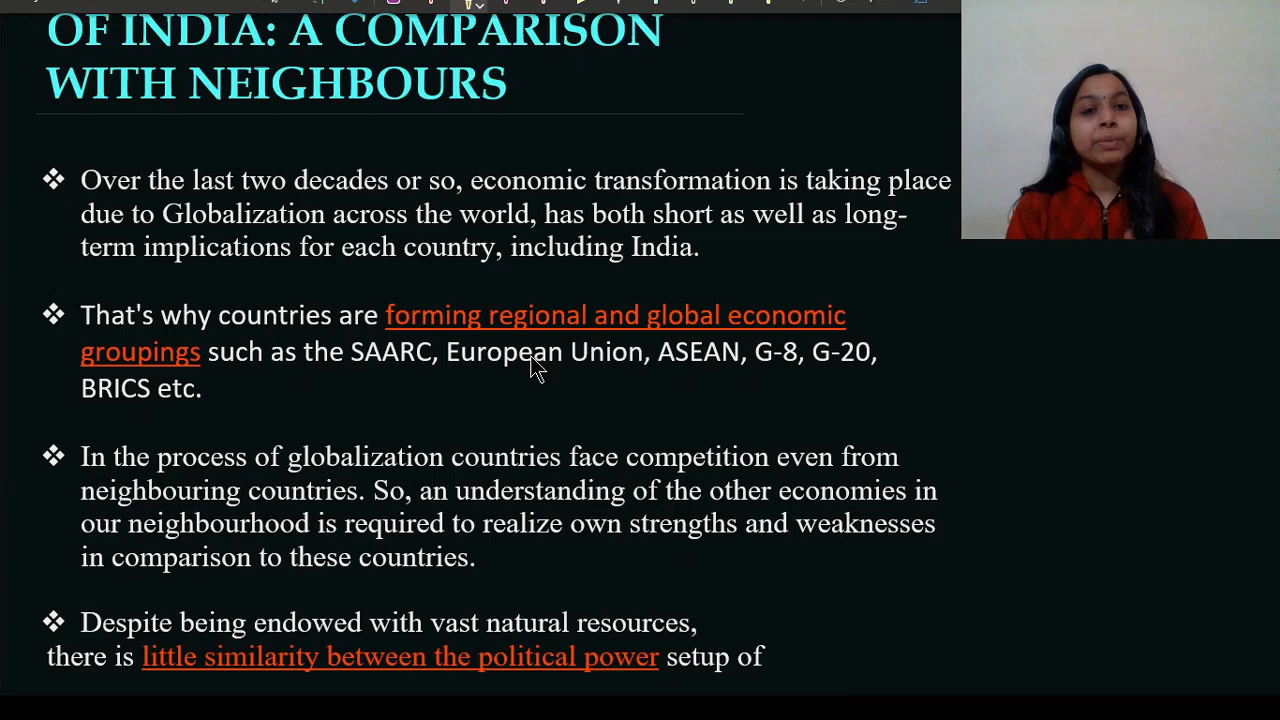 OF INDIA: A COMPARISON
WITH NEIGHBOURS
❖ Over the last two decades or so, economic transformation is taking place
due to Globalization across the world, has both short as well as long-
term implications for each country, including India.
❖ That's why countries are forming regional and global economic
groupings such as the SAARC, European Union, ASEAN, G-8, G-20,
BRICS etc.
❖ In the process of globalization countries face competition even from
neighbouring countries. So, an understanding of the other economies in
our neighbourhood is required to realize own strengths and weaknesses
in comparison to these countries.
❖ Despite being endowed with vast natural resources,
there is little similarity between the political power setup of